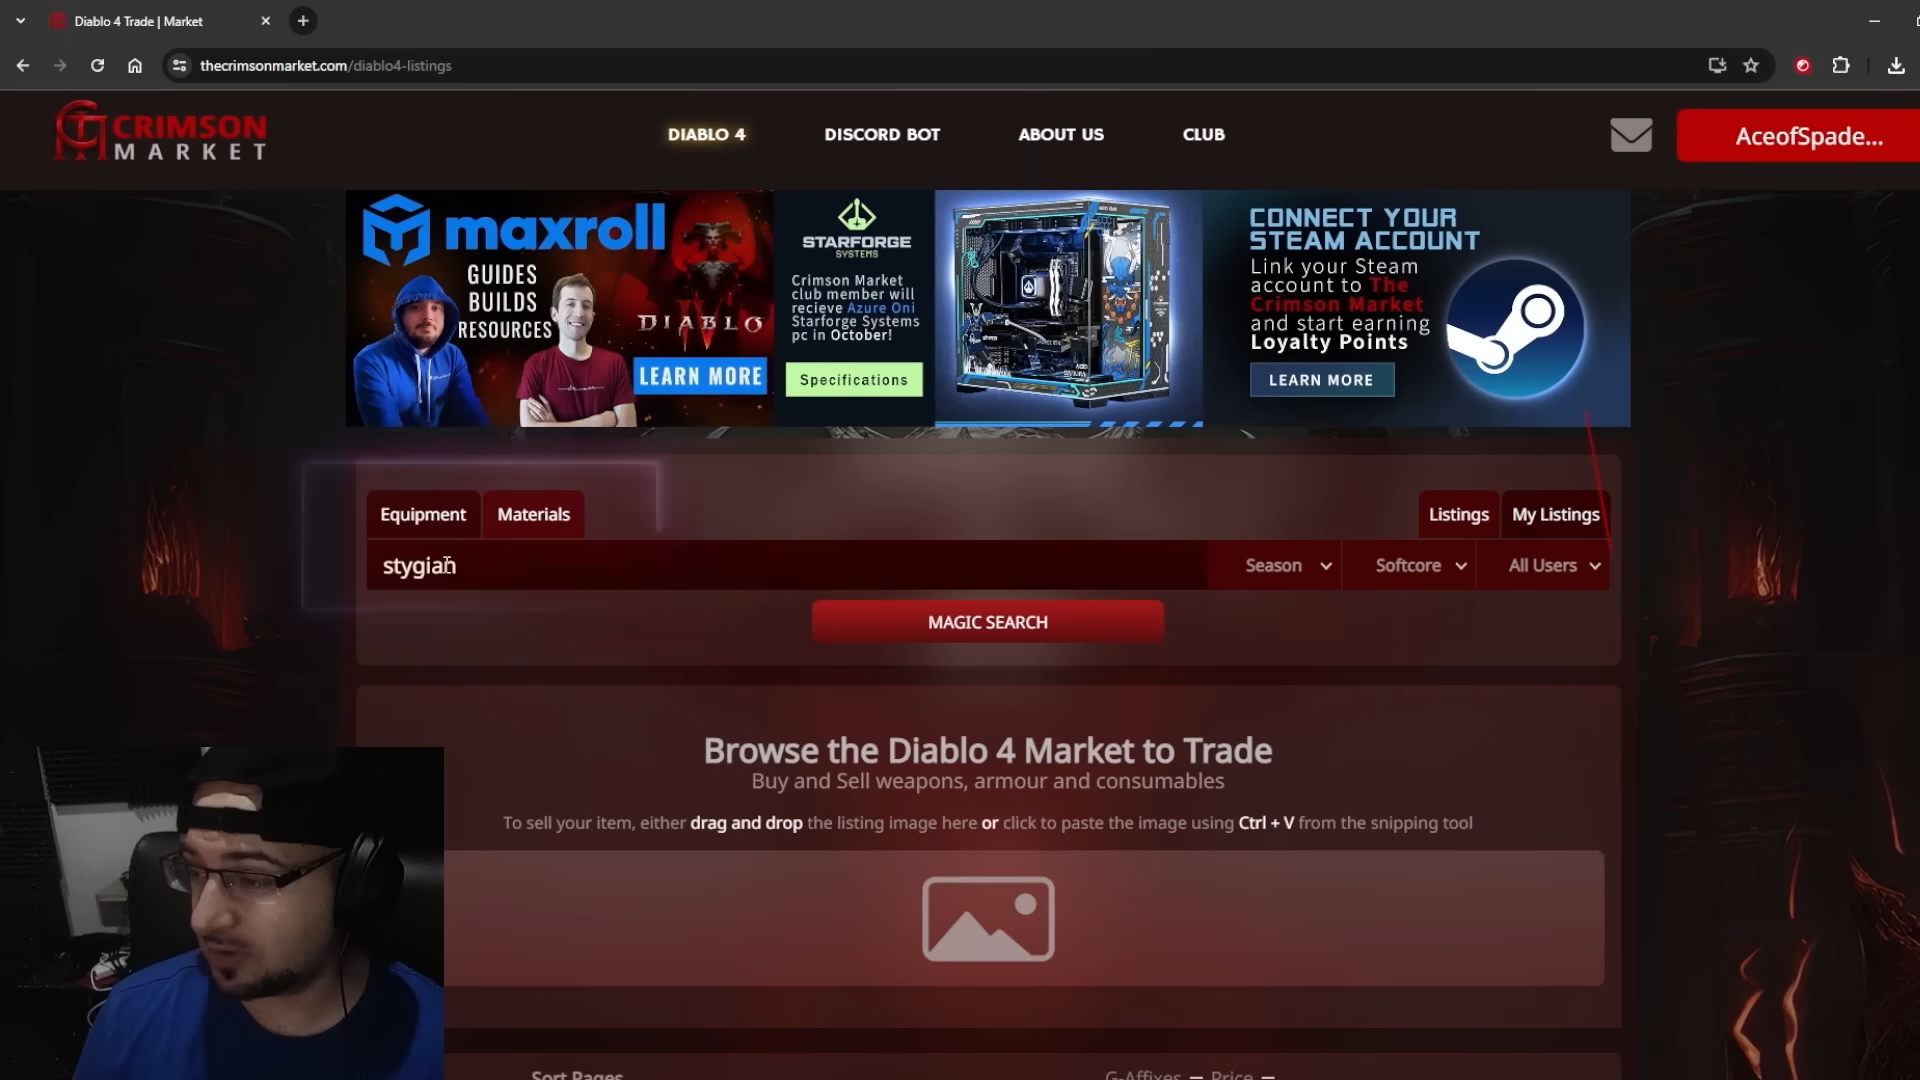 Diablo 4 Trade | Market
thecrimsonmarket.com/diablo4-listings
CRIMSON
MARKET
DIABLO 4
DISCORD BOT
ABOUT US
CLUB
AceofSpade...
maxroll
GUIDES
BUILDS
RESOURCES
DIABLO
IV
LEARN MORE
STARFORGE
SYSTEMS
Crimson Market
club member will
recieve Azure Oni
Starforge Systems
pc in October!
Specifications
CONNECT YOUR
STEAM ACCOUNT
Link your Steam
account to The
Crimson Market
and start earning
Loyalty Points
LEARN MORE
Equipment
Materials
Listings
My Listings
stygian
Season
Softcore
All Users
MAGIC SEARCH
Browse the Diablo 4 Market to Trade
Buy and Sell weapons, armour and consumables
To sell your item, either drag and drop the listing image here or click to paste the image using Ctrl + V from the snipping tool
Sort Pages
G-Affixes
Price